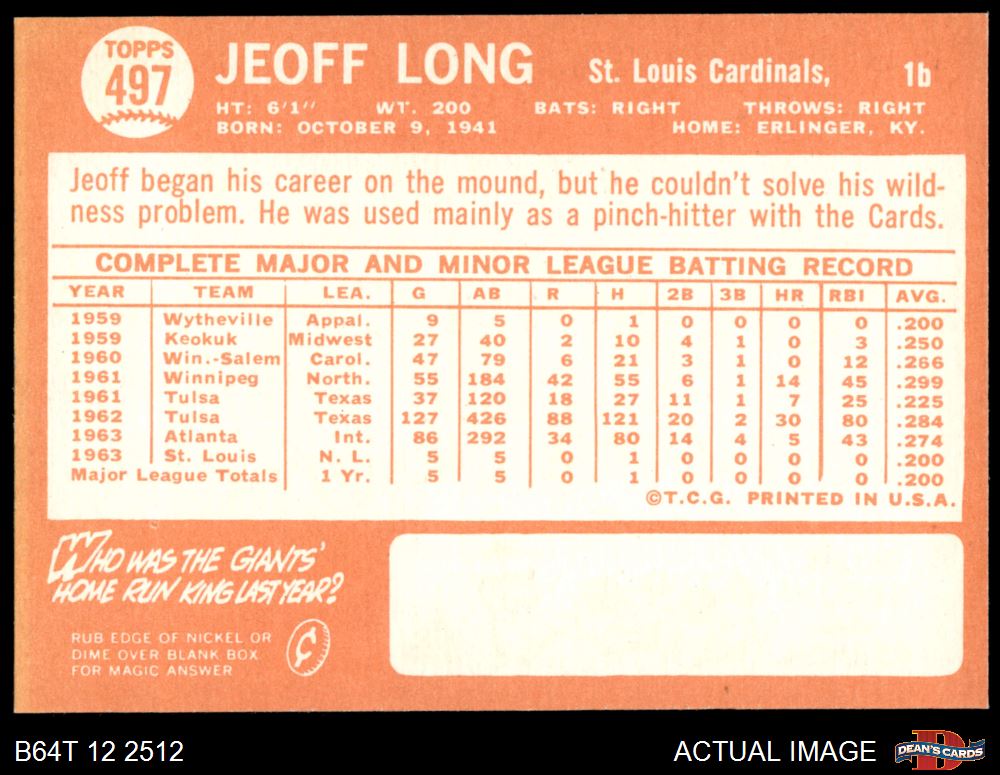 TOPPS
497
JEOFF LONG St. Louis Cardinals, 1b
HT: 6'1" WT. 200 BATS: RIGHT THROWS: RIGHT
BORN: OCTOBER 9, 1941 HOME: ERLINGER, KY.
Jeoff began his career on the mound, but he couldn't solve his wild-
ness problem. He was used mainly as a pinch-hitter with the Cards.
COMPLETE MAJOR AND MINOR LEAGUE BATTING RECORD
YEAR TEAM LEA. G AB R H 2B 3B HR RBI AVG.
1959 Wytheville Appal. 9 5 0 1 0 0 0 0 .200
1959 Keokuk Midwest 27 40 2 10 4 1 0 3 .250
1960 Win.-Salem Carol. 47 79 6 21 3 1 0 12 .266
1961 Winnipeg North. 55 184 42 55 6 1 14 45 .299
1961 Tulsa Texas 37 120 18 27 11 1 7 25 .225
1962 Tulsa Texas 127 426 88 121 20 2 30 80 .284
1963 Atlanta Int. 86 292 34 80 14 4 5 43 .274
1963 St. Louis N. L. 5 5 0 1 0 0 0 0 .200
Major League Totals 1 Yr. 5 5 0 1 0 0 0 0 .200
©T.C.G. PRINTED IN U.S.A.
WHO WAS THE GIANTS'
HOME RUN KING LAST YEAR?
RUB EDGE OF NICKEL OR
DIME OVER BLANK BOX
FOR MAGIC ANSWER
¢
B64T 12 2512 ACTUAL IMAGE
DEAN'S CARDS